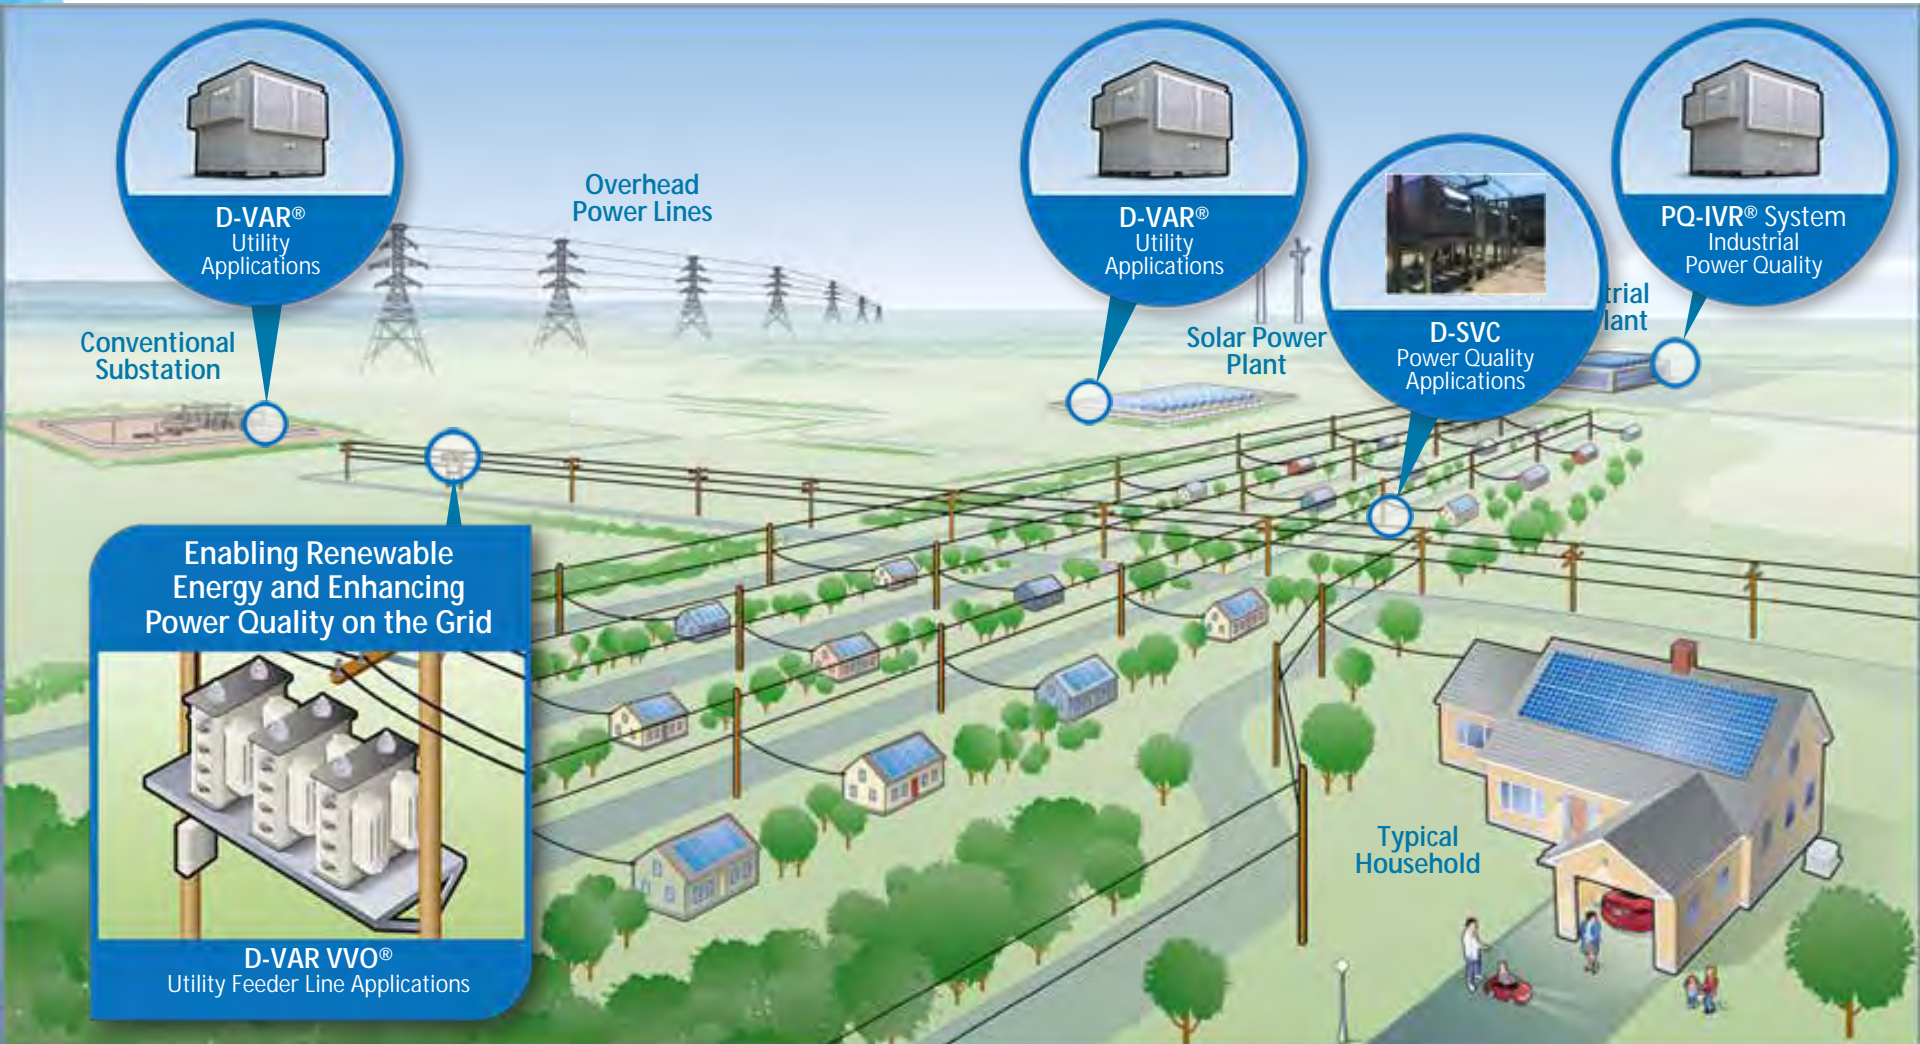 D-VAR®
Utility
Applications
Overhead
Power Lines
D-VAR®
Utility
Applications
D-SVC
Power Quality
Applications
PQ-IVR® System
Industrial
Power Quality
trial
lant
Conventional
Substation
Solar Power
Plant
Enabling Renewable
Energy and Enhancing
Power Quality on the Grid
D-VAR VVO®
Utility Feeder Line Applications
Typical
Household